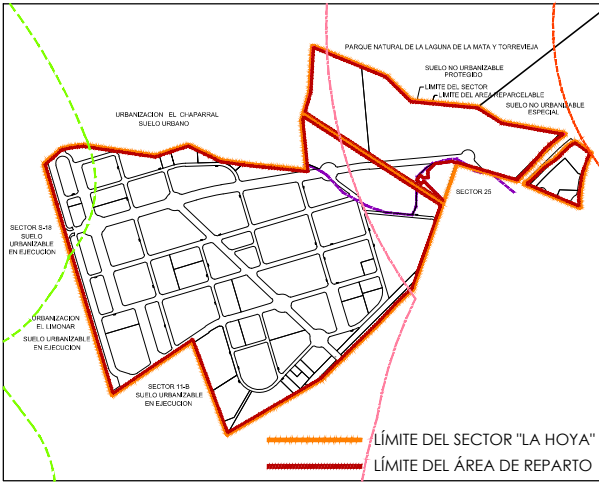 PARQUE NATURAL DE LA LAGUNA DE LA MATA Y TORREVIEJA
SUELO NO URBANIZABLE
PROTEGIDO
LIMITE DEL SECTOR
LIMITE DEL AREA REPARCELABLE
SUELO NO URBANIZABLE
ESPECIAL
URBANIZACION EL CHAPARRAL
SUELO URBANO
SECTOR 25
SECTOR S-18
SUELO
URBANIZABLE
EN EJECUCION
URBANIZACION
EL LIMONAR
SUELO URBANIZABLE
EN EJECUCION
SECTOR 11-B
SUELO URBANIZABLE
EN EJECUCION
LÍMITE DEL SECTOR "LA HOYA"
LÍMITE DEL ÁREA DE REPARTO